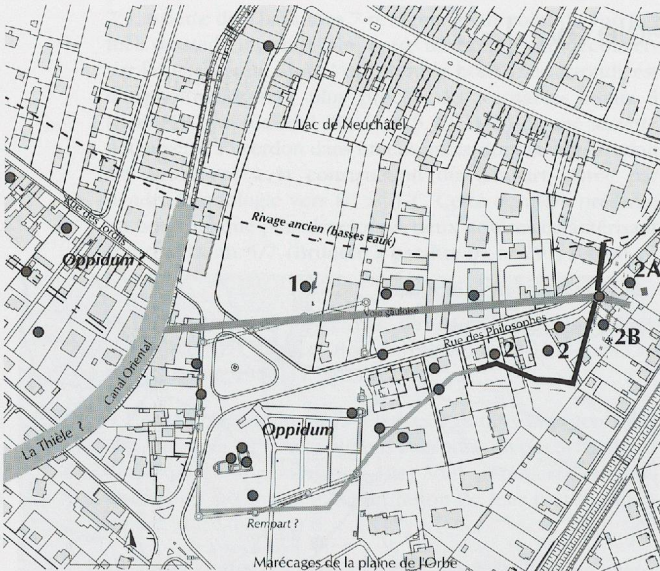 Lac de Neuchâtel
Rue des Jordils
Rivage ancien (basses eaux)
Oppidum ?
1
2A
Voie gauloise
Canal Oriental
Rue des Philosophes
2
2
*2B
La Thièle ?
Oppidum
Rempart ?
Marécages de la plaine de l'Orbe